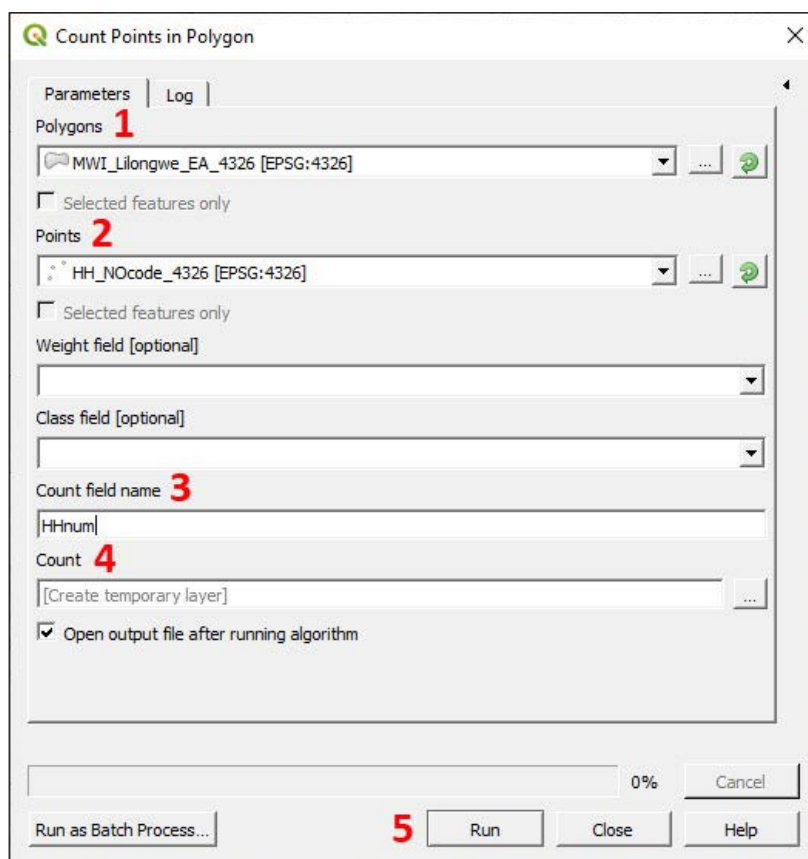 Count Points in Polygon
Parameters Log
Polygons 1
MWI_Lilongwe_EA_4326 [EPSG:4326] ...
Selected features only
Points 2
HH_NOcode_4326 [EPSG:4326] ...
Selected features only
Weight field [optional]
Class field [optional]
Count field name 3
HHnum
Count 4
[Create temporary layer] ...
Open output file after running algorithm
0% Cancel
Run as Batch Process... 5 Run Close Help